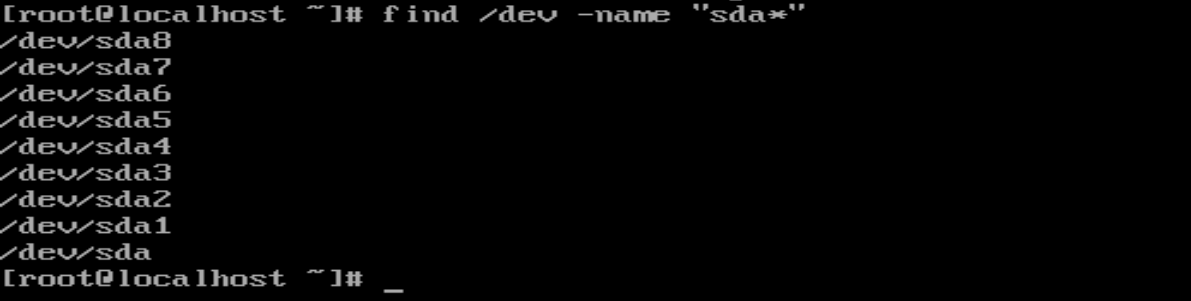 [root@localhost ~]# find /dev -name "sda*"
/dev/sda8
/dev/sda7
/dev/sda6
/dev/sda5
/dev/sda4
/dev/sda3
/dev/sda2
/dev/sda1
/dev/sda
[root@localhost ~]# _